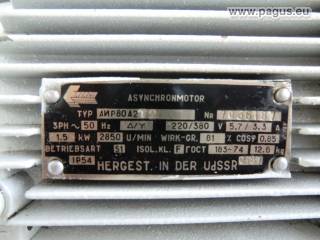 www.pagus.eu
ASYNCHRONMOTOR
TYP АИР80А2 №
3PH ~ 50 Hz Δ/Y 220/380 V 5,7/3,3 A
1,5 kW 2850 U/MIN WIRK-GR. 81 % COSφ 0,85
BETRIEBSART S1 ISOL.KL. F ГОСТ 183-74 12,6 kg
IP54 HERGEST. IN DER UdSSR